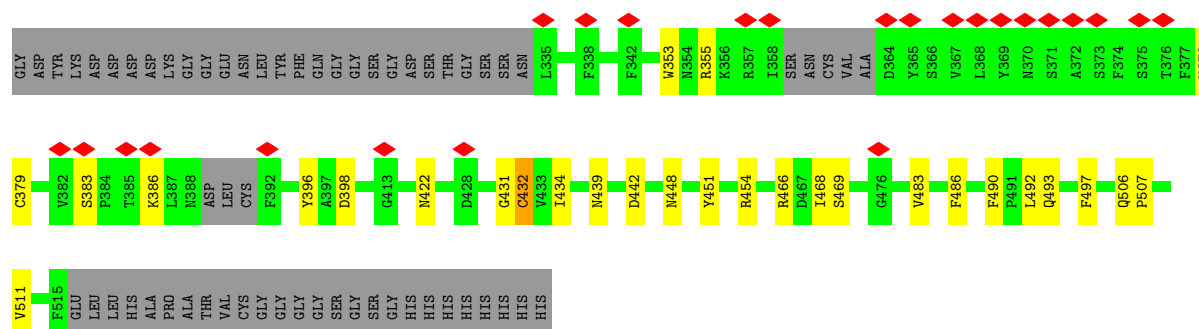 GLY ASP TYR LYS ASP ASP ASP ASP LYS GLY GLY GLU ASN LEU TYR PHE GLN GLY GLY SER GLY ASP SER THR GLY SER SER ASN L335 F338 F342 W353 N354 R355 K356 R357 I358 SER ASN CYS VAL ALA D364 Y365 S366 V367 L368 Y369 N370 S371 A372 S373 F374 S375 T376 F377
C379 V382 S383 P384 T385 K386 L387 N388 ASP LEU CYS F392 Y396 A397 D398 G413 N422 D428 G431 C432 V433 I434 N439 D442 N448 Y451 R454 R466 D467 I468 S469 G476 V483 F486 F490 P491 L492 Q493 F497 Q506 P507
V511 F515 GLU LEU LEU HIS ALA PRO ALA THR VAL CYS GLY GLY GLY GLY SER GLY SER GLY HIS HIS HIS HIS HIS HIS HIS HIS